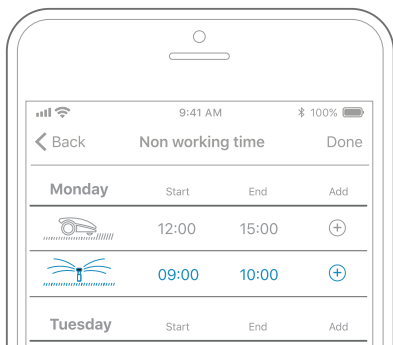 9:41 AM 100%
Back Non working time Done
Monday Start End Add
12:00 15:00
09:00 10:00
Tuesday Start End Add